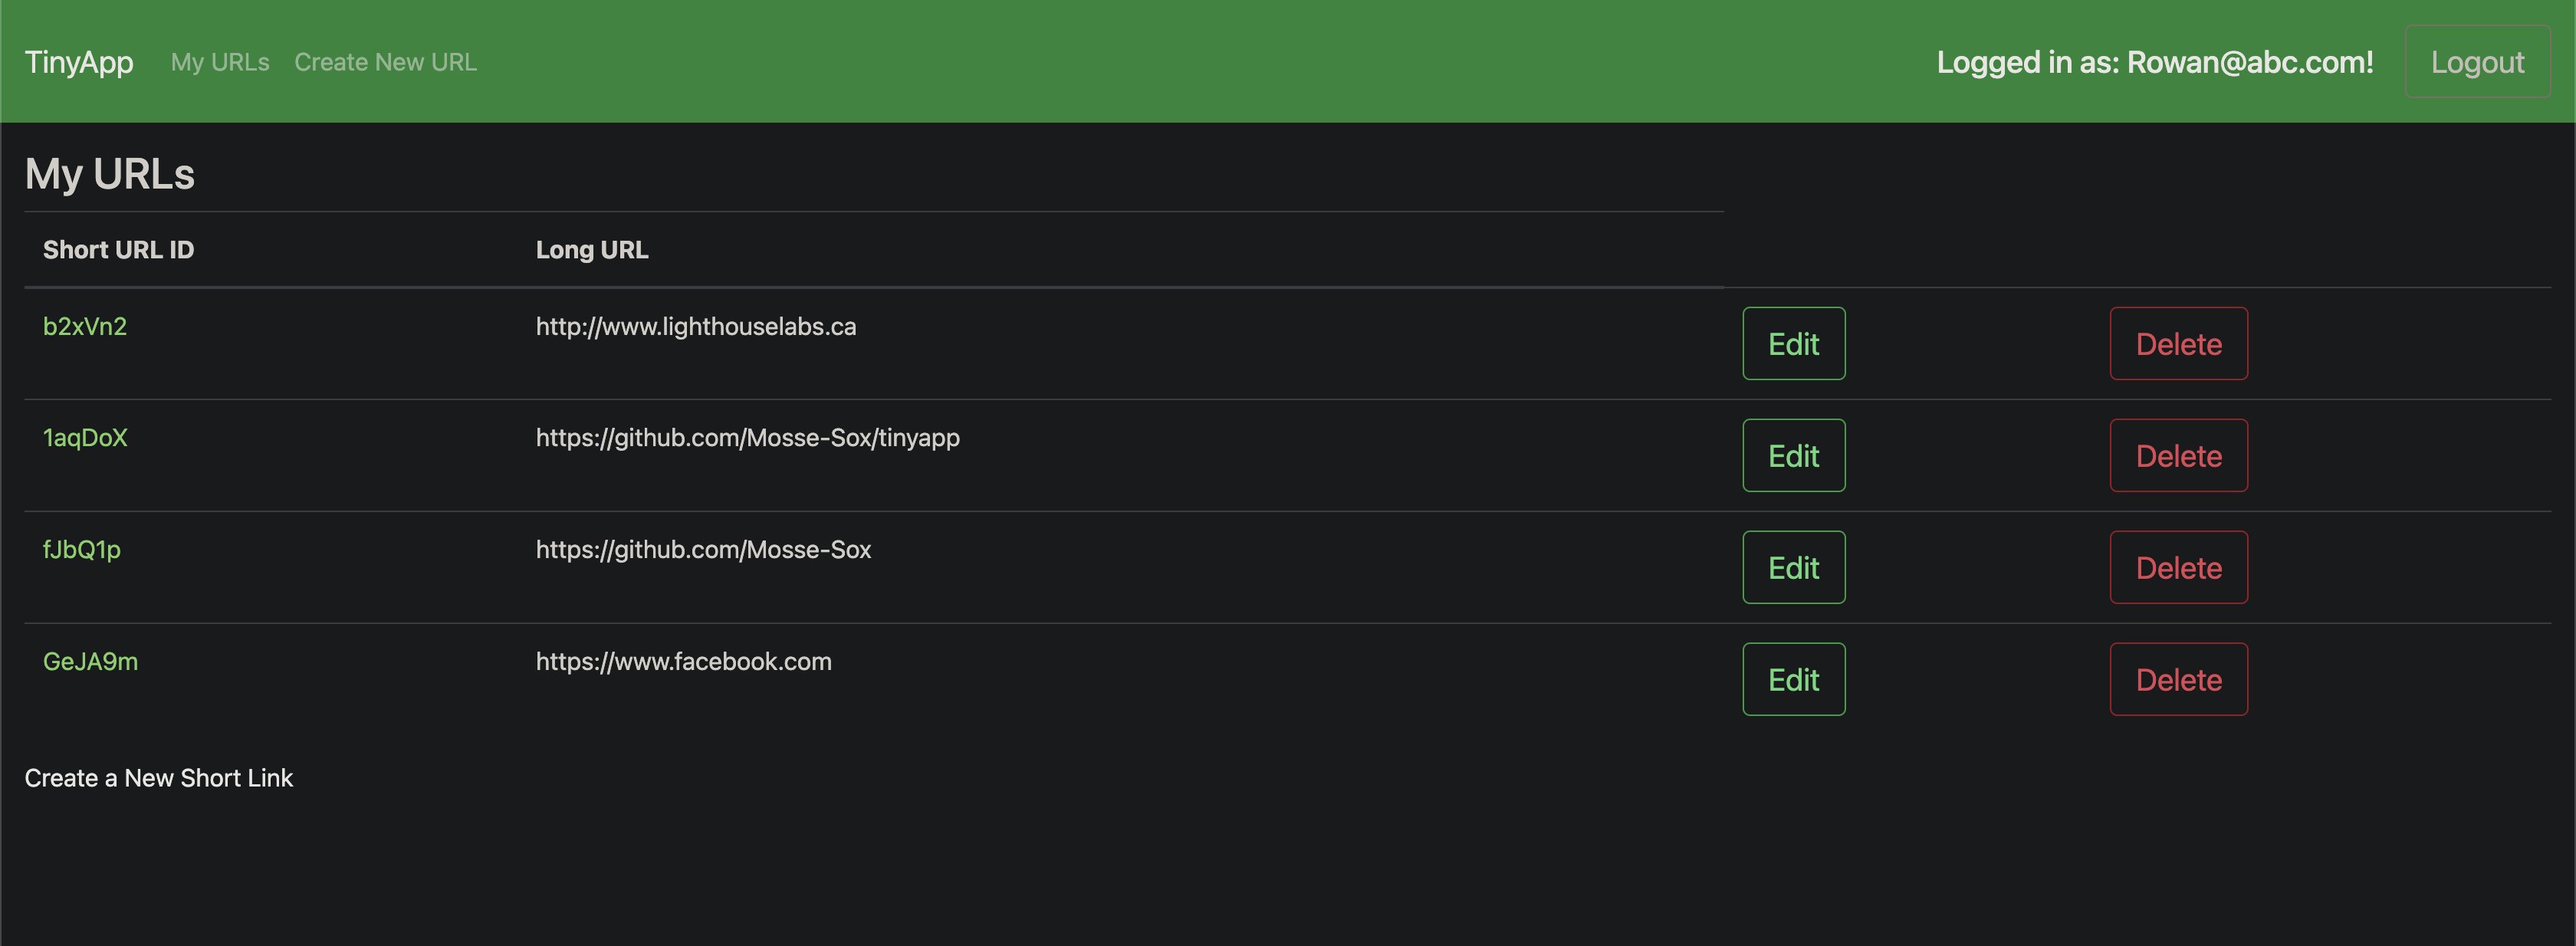 TinyApp My URLs Create New URL Logged in as: Rowan@abc.com! Logout
My URLs
Short URL ID Long URL
b2xVn2 http://www.lighthouselabs.ca Edit Delete
1aqDoX https://github.com/Mosse-Sox/tinyapp Edit Delete
fJbQ1p https://github.com/Mosse-Sox Edit Delete
GeJA9m https://www.facebook.com Edit Delete
Create a New Short Link